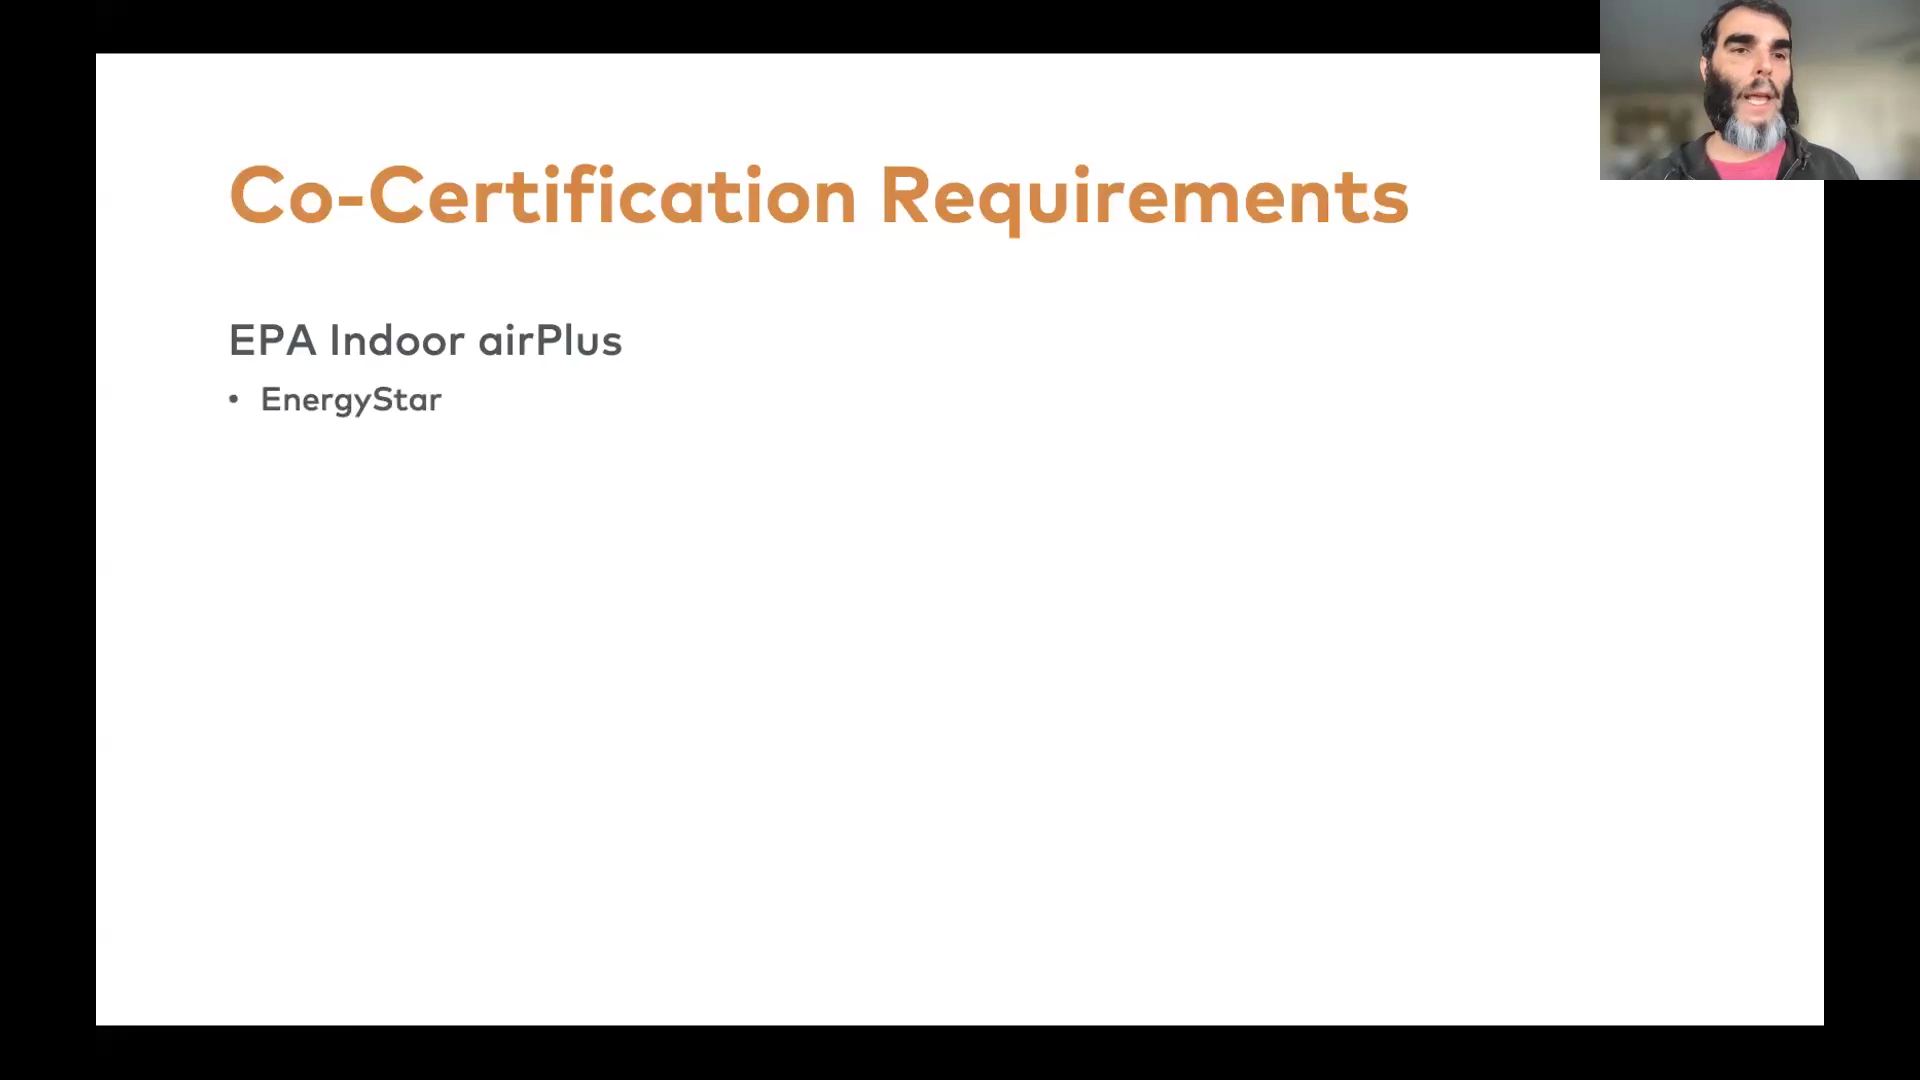 Co-Certification Requirements
EPA Indoor airPlus
• EnergyStar